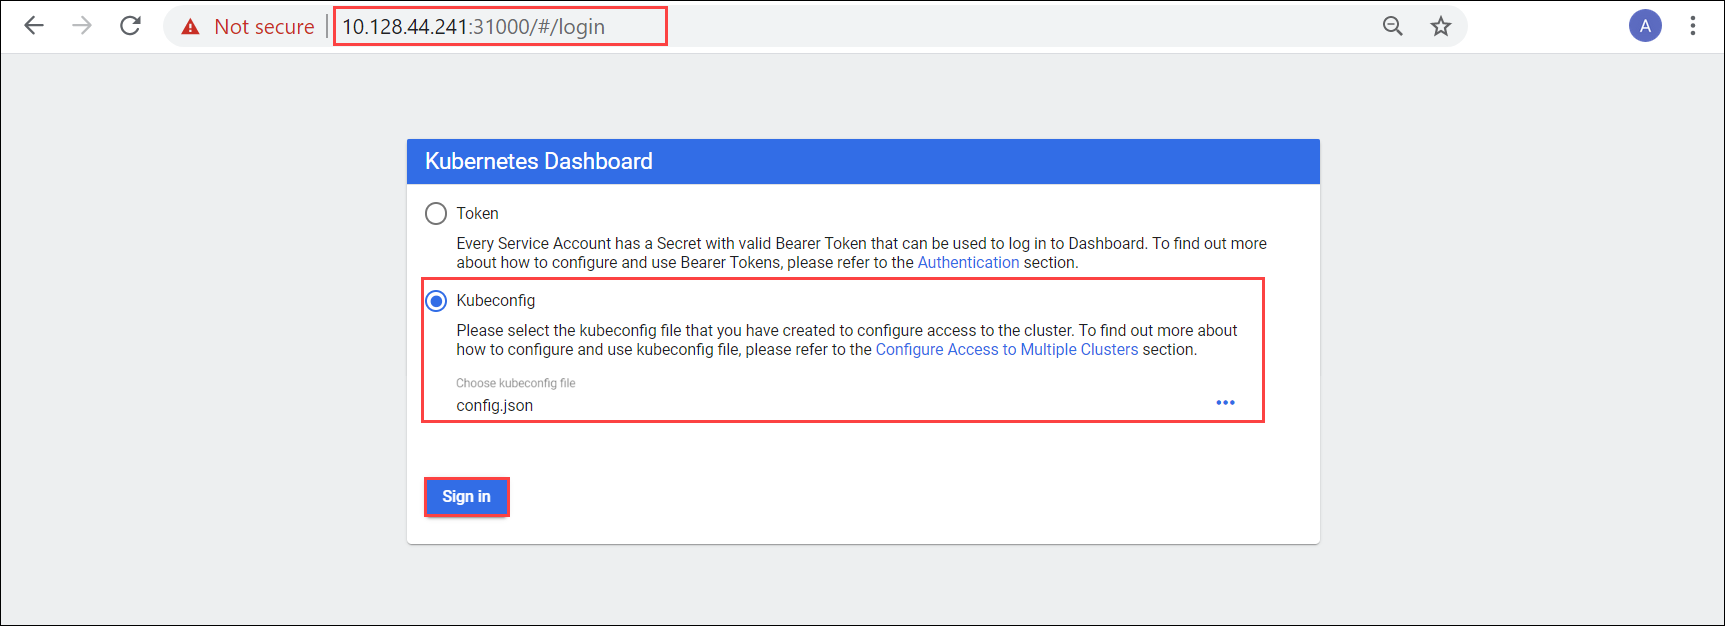 Not secure | 10.128.44.241:31000/#/login
A
Kubernetes Dashboard
Token
Every Service Account has a Secret with valid Bearer Token that can be used to log in to Dashboard. To find out more
about how to configure and use Bearer Tokens, please refer to the Authentication section.
Kubeconfig
Please select the kubeconfig file that you have created to configure access to the cluster. To find out more about
how to configure and use kubeconfig file, please refer to the Configure Access to Multiple Clusters section.
Choose kubeconfig file
config.json
Sign in